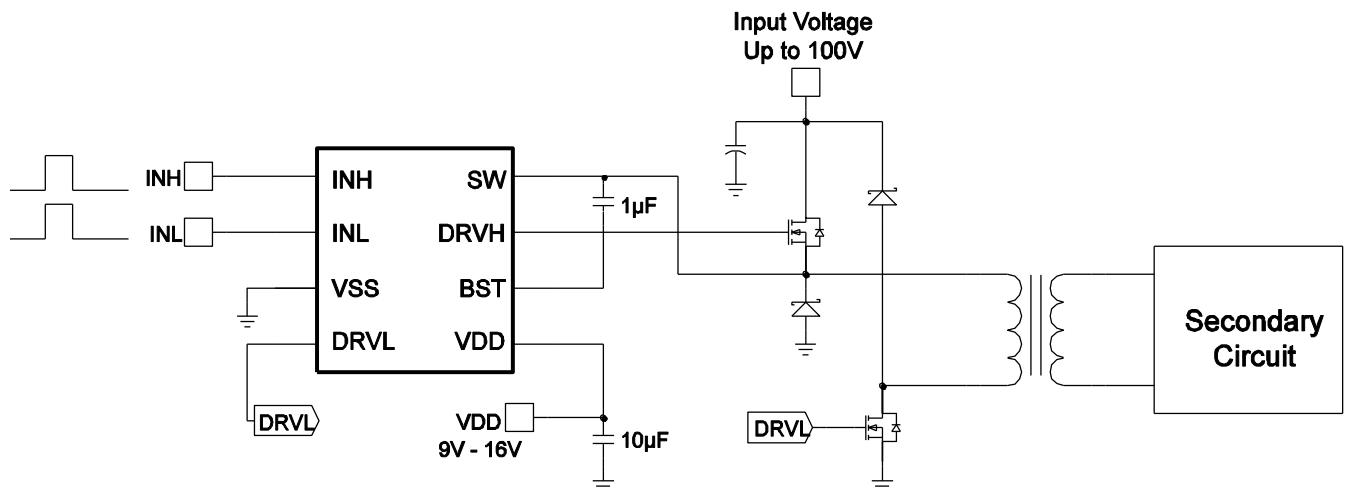 Input Voltage
Up to 100V
INH
INH
SW
1µF
INL
INL
DRVH
VSS
BST
DRVL
VDD
Secondary
Circuit
DRVL
VDD
9V - 16V
10µF
DRVL